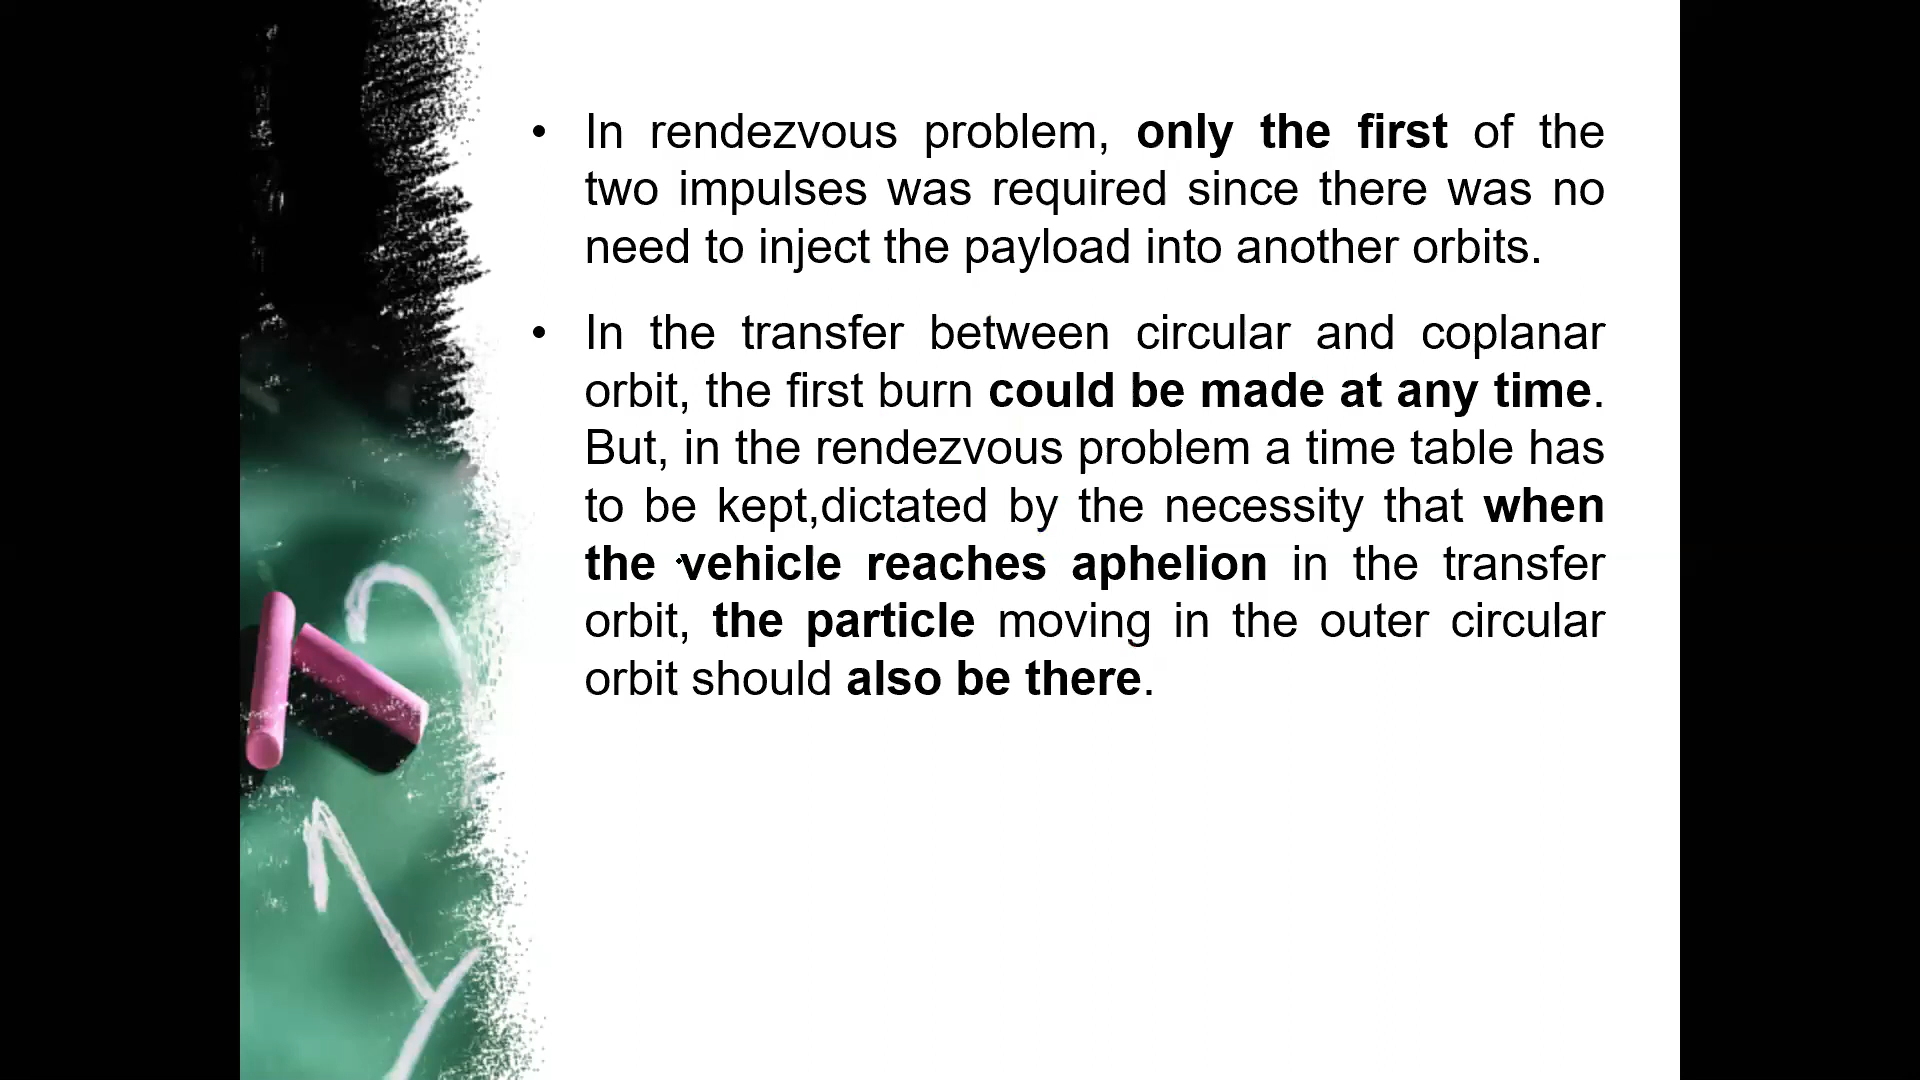 • In rendezvous problem, only the first of the
two impulses was required since there was no
need to inject the payload into another orbits.
• In the transfer between circular and coplanar
orbit, the first burn could be made at any time.
But, in the rendezvous problem a time table has
to be kept,dictated by the necessity that when
the vehicle reaches aphelion in the transfer
orbit, the particle moving in the outer circular
orbit should also be there.